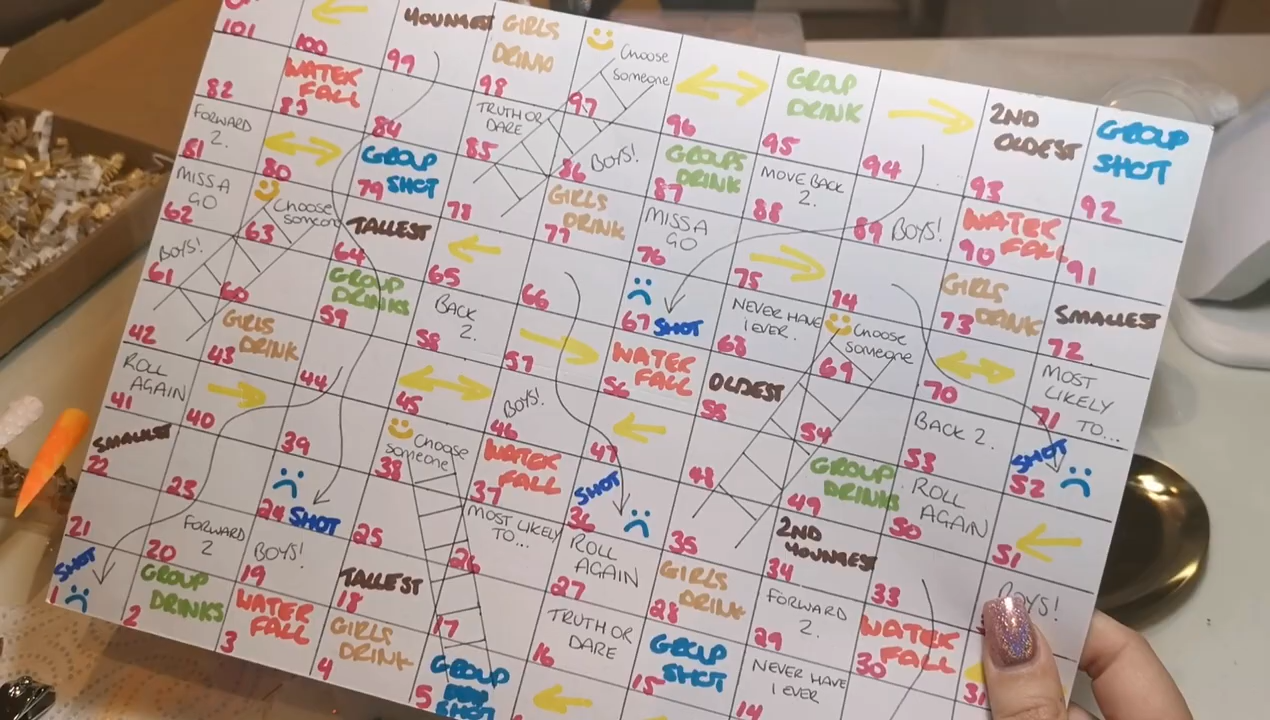 101
100
YOUNGEST
99
GIRLS
DRINK
98
Choose
someone
97
96
GROUP
DRINK
95
94
2ND
OLDEST
93
GROUP
SHOT
92
82
WATER
FALL
83
84
TRUTH OR
DARE
85
86
BOYS!
GROUPS
DRINK
87
MOVE BACK
2.
88
89
BOYS!
WATER
FALL
90
91
FORWARD
2.
81
80
GROUP
SHOT
79
78
GIRLS
DRINK
77
MISS A
GO
76
75
74
GIRLS
DRINK
73
SMALLEST
72
MISS A
GO
62
Choose
someone
63
TALLEST
64
65
66
67 SHOT
NEVER HAVE
I EVER.
68
Choose
someone
69
70
MOST
LIKELY
TO...
71
BOYS!
61
60
GROUP
DRINKS
59
BACK
2.
58
57
WATER
FALL
56
OLDEST
55
54
BACK 2.
53
SHOT
52
42
GIRLS
DRINK
43
44
45
BOYS!
46
47
48
GROUP
DRINKS
49
ROLL
AGAIN
50
51
ROLL
AGAIN
41
40
39
Choose
someone
38
WATER
FALL
37
SHOT
36
35
2ND
YOUNGEST
34
33
BOYS!
SMALLEST
22
23
24 SHOT
25
26
MOST LIKELY
TO...
27
ROLL
AGAIN
GIRLS
DRINK
28
FORWARD
2.
29
WATER
FALL
30
31
21
FORWARD
2
20
BOYS!
19
TALLEST
18
17
16
TRUTH OR
DARE
15
GROUP
SHOT
14
NEVER HAVE
I EVER
SHOT
1
2
GROUP
DRINKS
3
WATER
FALL
4
GIRLS
DRINK
5
GROUP
SHOT